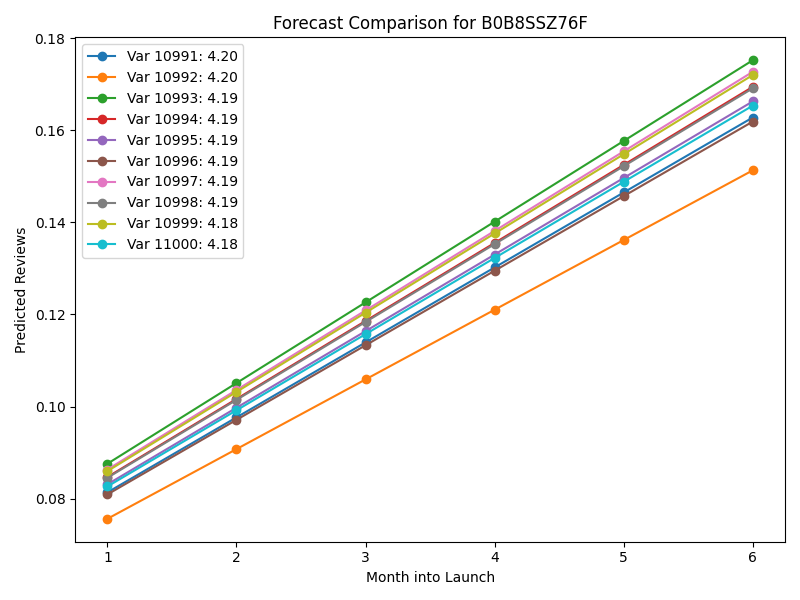 Forecast Comparison for B0B8SSZ76F
0.18
0.16
0.14
0.12
0.10
0.08
Predicted Reviews
Var 10991: 4.20
Var 10992: 4.20
Var 10993: 4.19
Var 10994: 4.19
Var 10995: 4.19
Var 10996: 4.19
Var 10997: 4.19
Var 10998: 4.19
Var 10999: 4.18
Var 11000: 4.18
1 2 3 4 5 6
Month into Launch